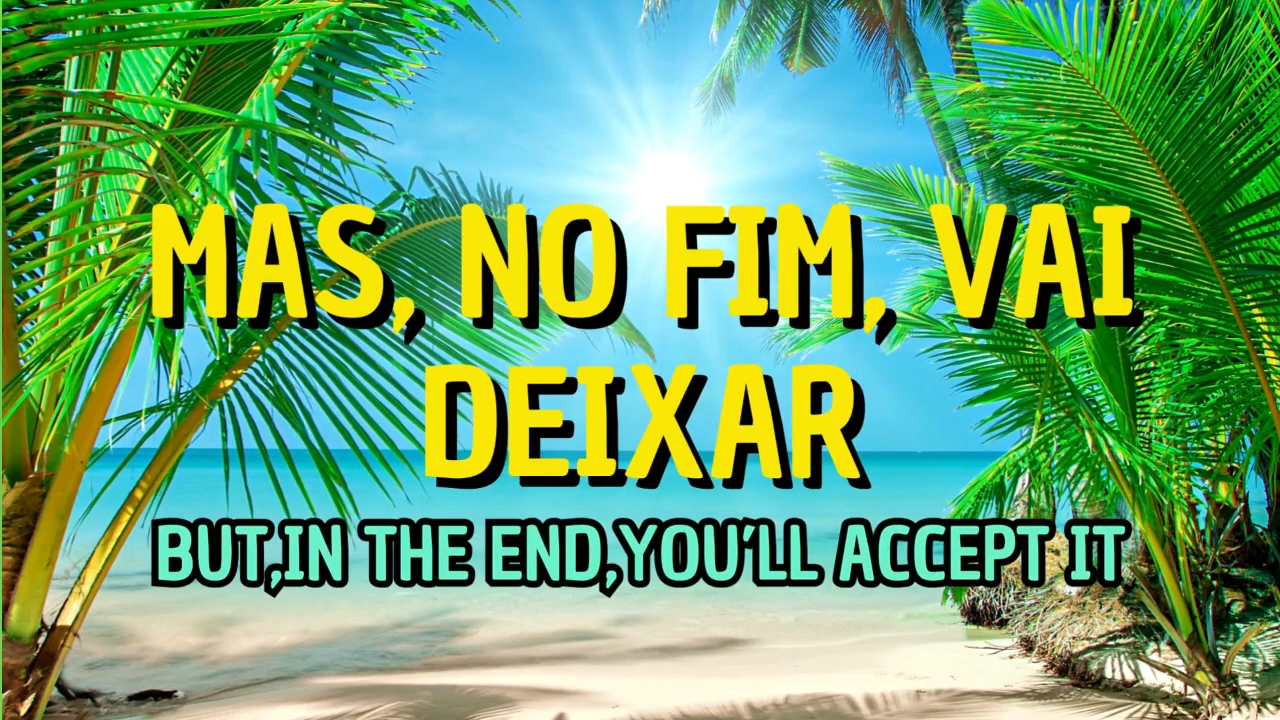 MAS, NO FIM, VAI
DEIXAR
BUT,IN THE END,YOU'LL ACCEPT IT